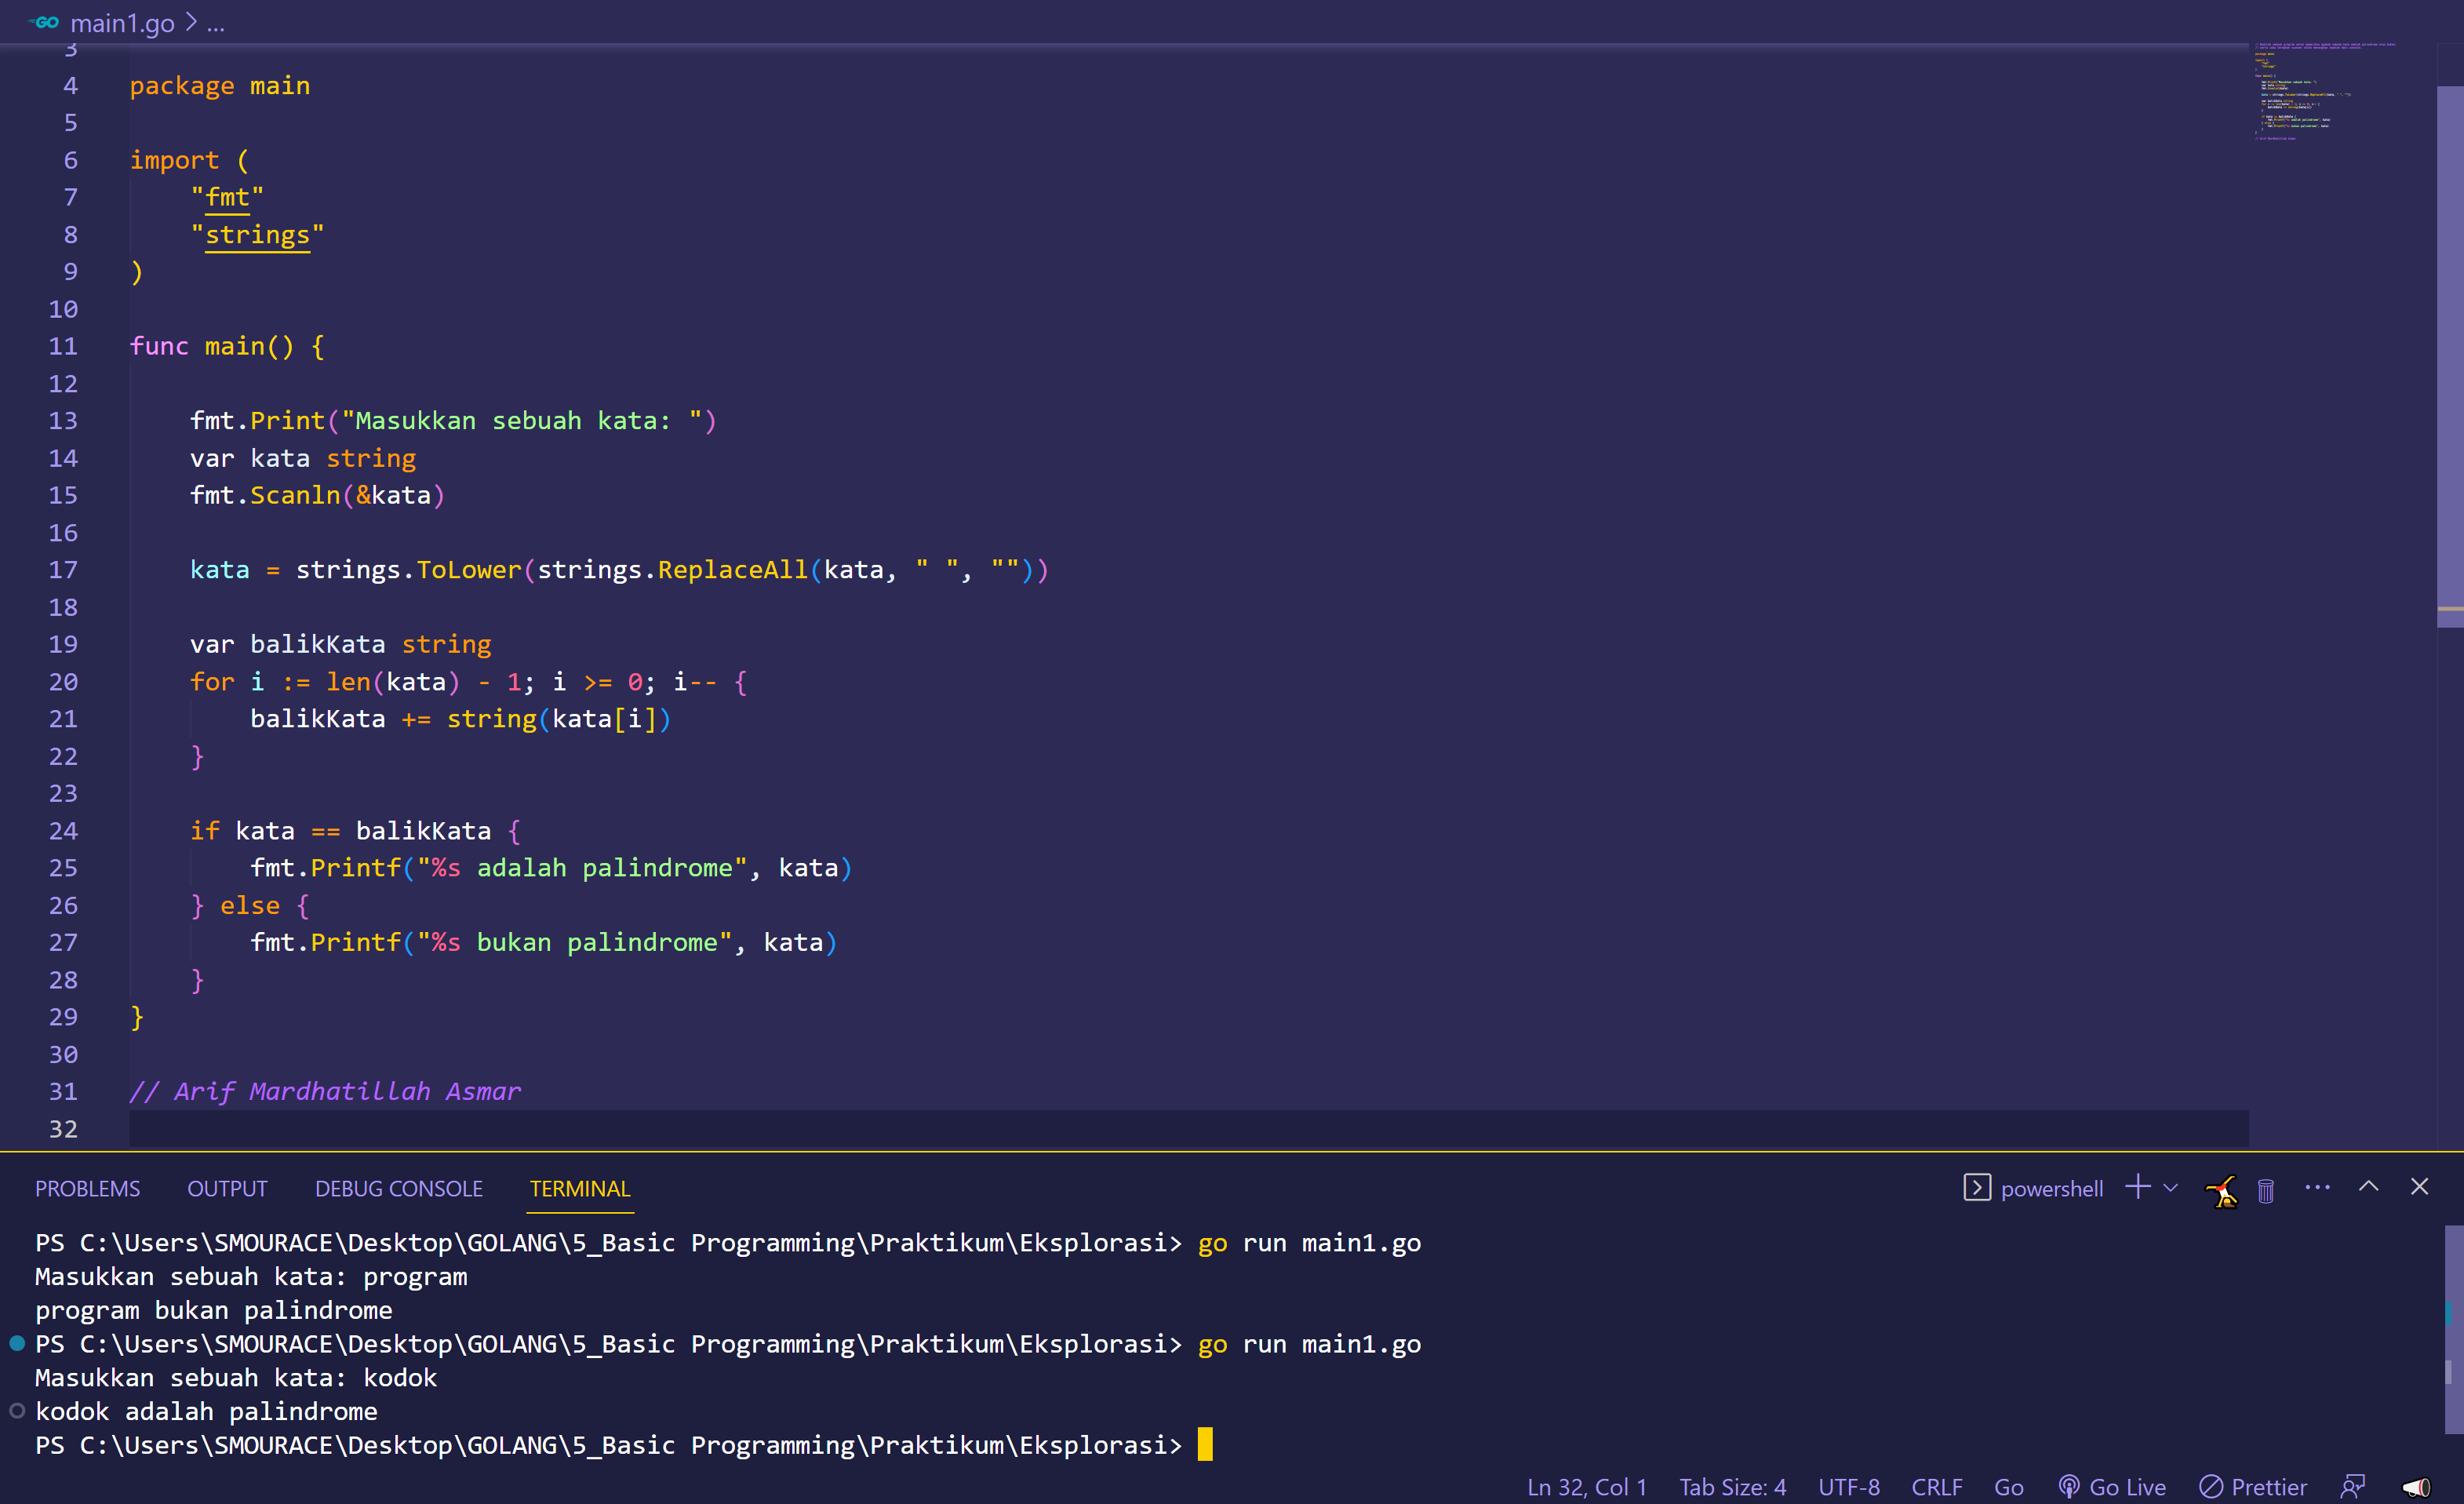 GO main1.go > ...
3
4 package main
5
6 import (
7 "fmt"
8 "strings"
9 )
10
11 func main() {
12
13 fmt.Print("Masukkan sebuah kata: ")
14 var kata string
15 fmt.Scanln(&kata)
16
17 kata = strings.ToLower(strings.ReplaceAll(kata, " ", ""))
18
19 var balikKata string
20 for i := len(kata) - 1; i >= 0; i-- {
21 balikKata += string(kata[i])
22 }
23
24 if kata == balikKata {
25 fmt.Printf("%s adalah palindrome", kata)
26 } else {
27 fmt.Printf("%s bukan palindrome", kata)
28 }
29 }
30
31 // Arif Mardhatillah Asmar
32
PROBLEMS OUTPUT DEBUG CONSOLE TERMINAL powershell
PS C:\Users\SMOURACE\Desktop\GOLANG\5_Basic Programming\Praktikum\Eksplorasi> go run main1.go
Masukkan sebuah kata: program
program bukan palindrome
PS C:\Users\SMOURACE\Desktop\GOLANG\5_Basic Programming\Praktikum\Eksplorasi> go run main1.go
Masukkan sebuah kata: kodok
kodok adalah palindrome
PS C:\Users\SMOURACE\Desktop\GOLANG\5_Basic Programming\Praktikum\Eksplorasi>
Ln 32, Col 1 Tab Size: 4 UTF-8 CRLF Go Go Live Prettier